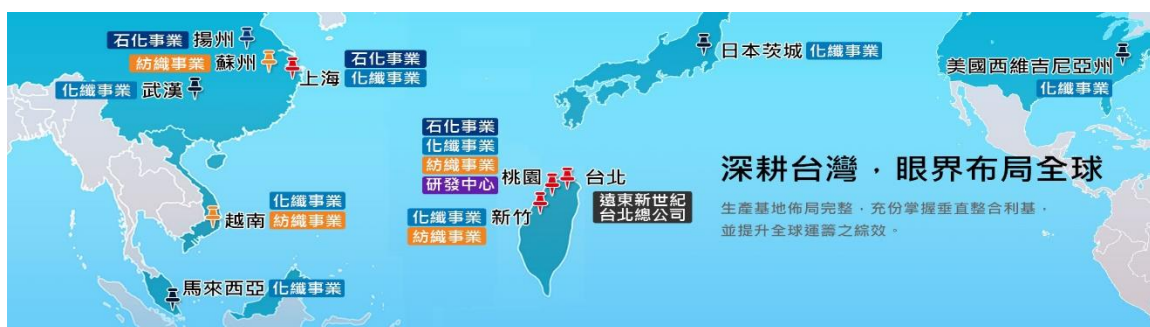 石化事業 揚州
紡織事業 蘇州
上海 石化事業
化纖事業
化纖事業 武漢
日本茨城 化纖事業
美國西維吉尼亞州
化纖事業
石化事業
化纖事業
紡織事業
研發中心 桃園
台北
遠東新世紀
台北總公司
化纖事業 新竹
紡織事業
越南 化纖事業
紡織事業
馬來西亞 化纖事業
深耕台灣．眼界布局全球
生產基地佈局完整．充份掌握垂直整合利基．
並提升全球運籌之綜效。